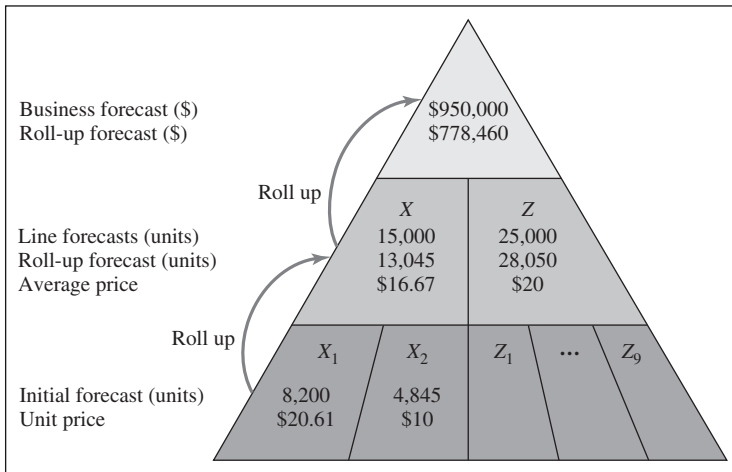 Business forecast ($) $950,000
Roll-up forecast ($) $778,460
Roll up
X Z
Line forecasts (units) 15,000 25,000
Roll-up forecast (units) 13,045 28,050
Average price $16.67 $20
Roll up
X₁ X₂ Z₁ ... Z₉
Initial forecast (units) 8,200 4,845
Unit price $20.61 $10